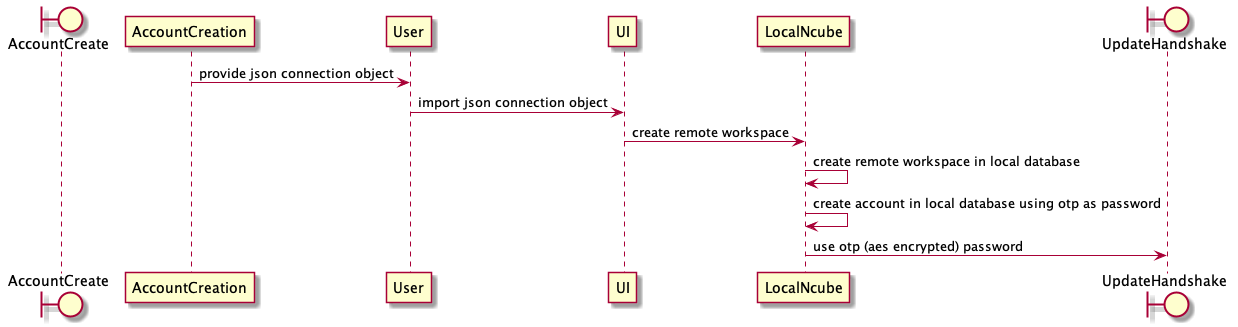 AccountCreate
AccountCreation
User
UI
LocalNcube
UpdateHandshake
provide json connection object
import json connection object
create remote workspace
create remote workspace in local database
create account in local database using otp as password
use otp (aes encrypted) password
AccountCreate
AccountCreation
User
UI
LocalNcube
UpdateHandshake